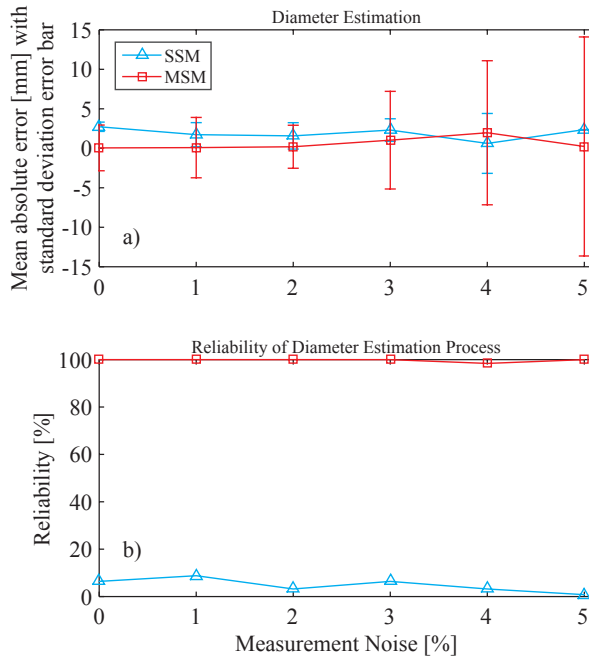 Diameter Estimation
Mean absolute error [mm] with
standard deviation error bar
15
10
5
0
-5
-10
-15
SSM
MSM
a)
0 1 2 3 4 5
Reliability of Diameter Estimation Process
Reliability [%]
100
80
60
40
20
0
b)
0 1 2 3 4 5
Measurement Noise [%]